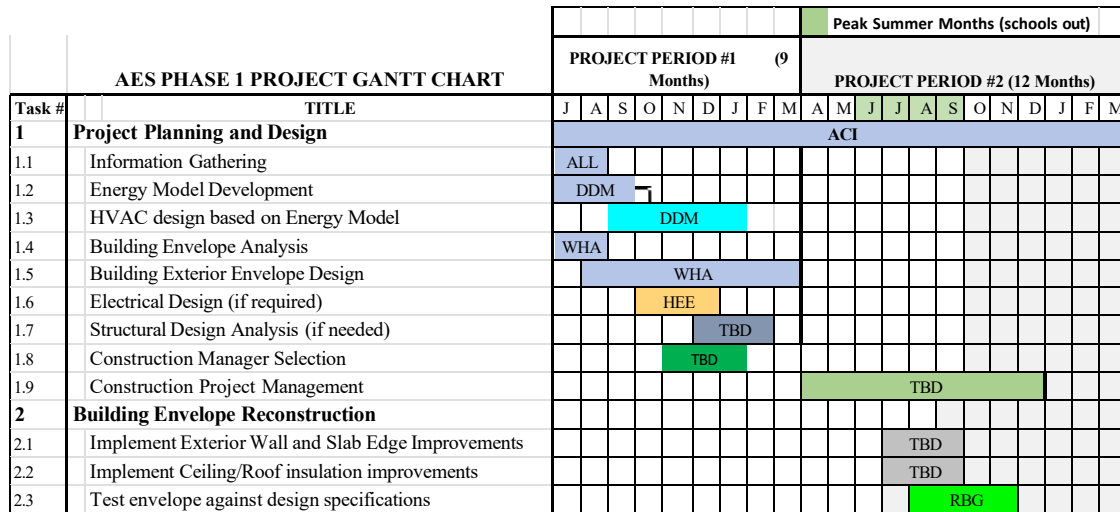 Peak Summer Months (schools out)
AES PHASE 1 PROJECT GANTT CHART
PROJECT PERIOD #1 (9 Months)
PROJECT PERIOD #2 (12 Months)
Task # TITLE J A S O N D J F M A M J J A S O N D J F M
1 Project Planning and Design ACI
1.1 Information Gathering ALL
1.2 Energy Model Development DDM
1.3 HVAC design based on Energy Model DDM
1.4 Building Envelope Analysis WHA
1.5 Building Exterior Envelope Design WHA
1.6 Electrical Design (if required) HEE
1.7 Structural Design Analysis (if needed) TBD
1.8 Construction Manager Selection TBD
1.9 Construction Project Management TBD
2 Building Envelope Reconstruction
2.1 Implement Exterior Wall and Slab Edge Improvements TBD
2.2 Implement Ceiling/Roof insulation improvements TBD
2.3 Test envelope against design specifications RBG